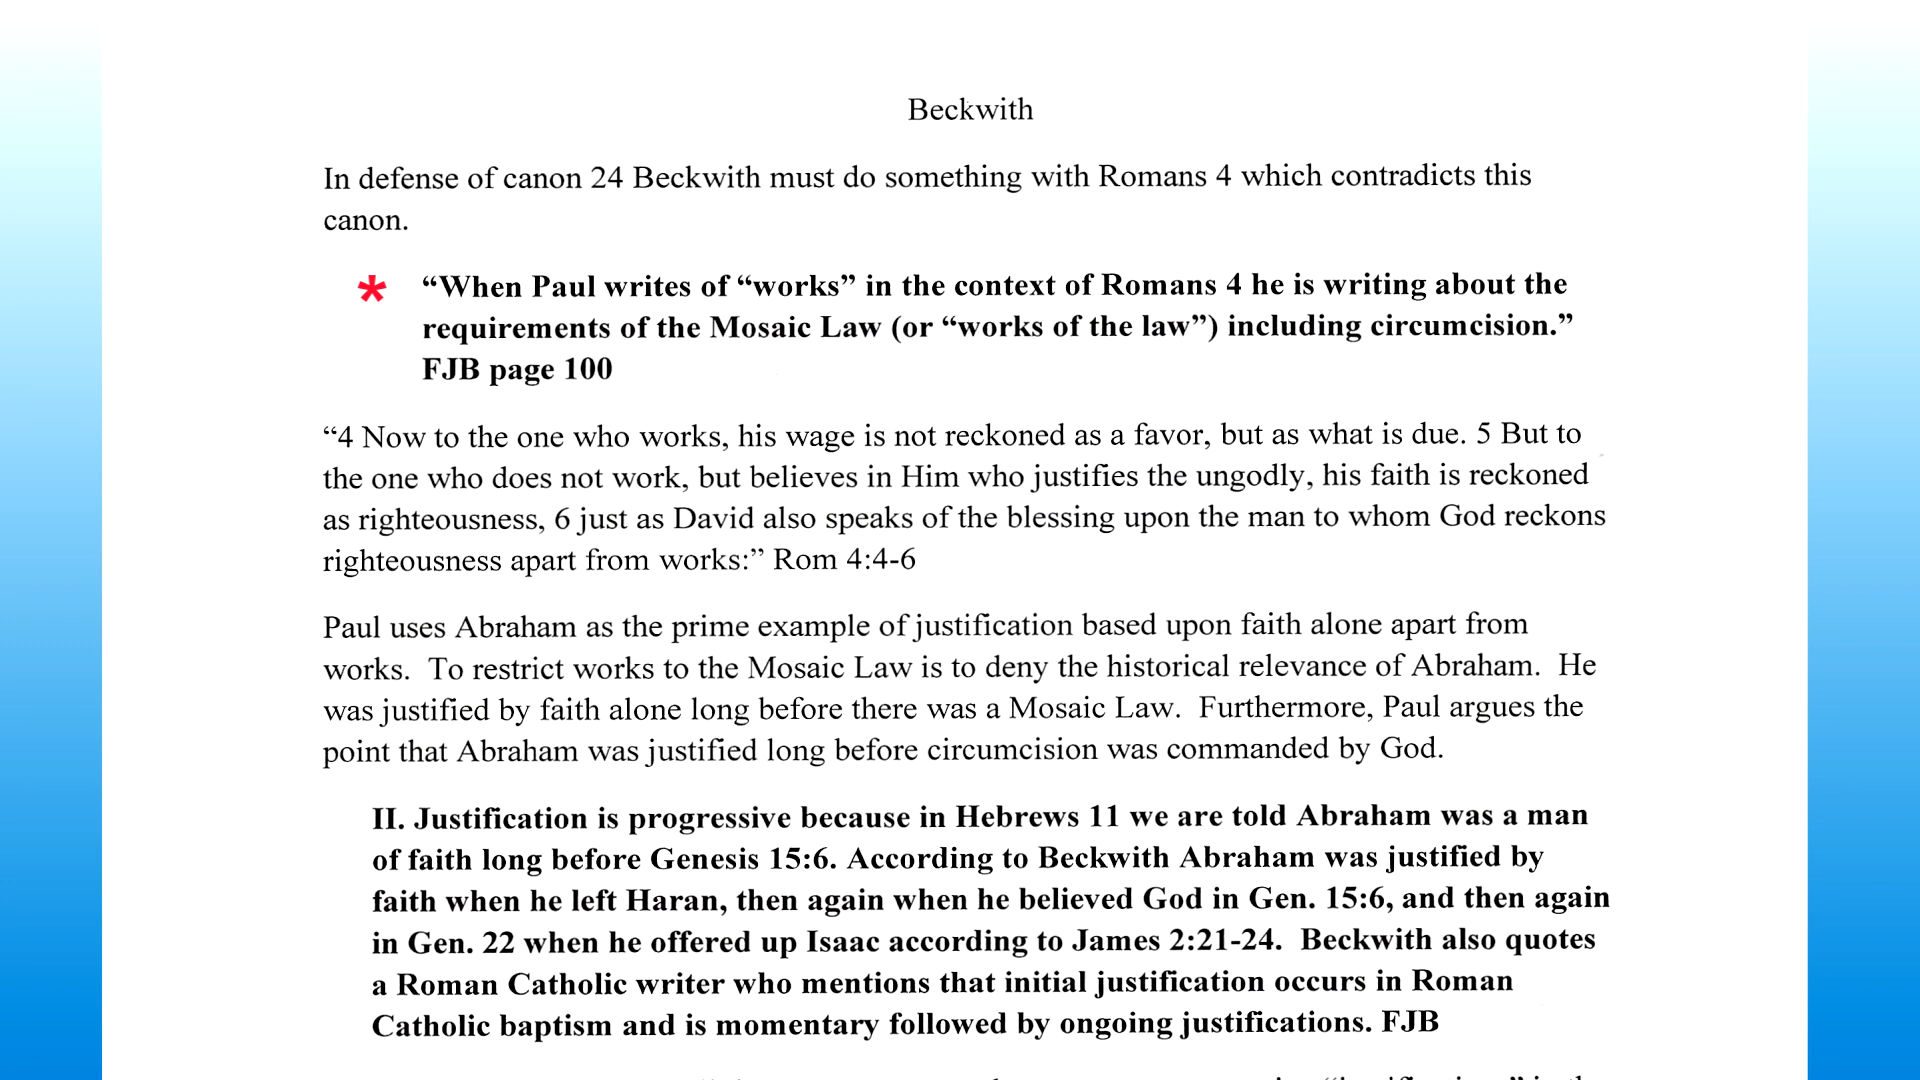 Beckwith
In defense of canon 24 Beckwith must do something with Romans 4 which contradicts this
canon.
* “When Paul writes of “works” in the context of Romans 4 he is writing about the
requirements of the Mosaic Law (or “works of the law”) including circumcision.”
FJB page 100
“4 Now to the one who works, his wage is not reckoned as a favor, but as what is due. 5 But to
the one who does not work, but believes in Him who justifies the ungodly, his faith is reckoned
as righteousness, 6 just as David also speaks of the blessing upon the man to whom God reckons
righteousness apart from works:” Rom 4:4-6
Paul uses Abraham as the prime example of justification based upon faith alone apart from
works.  To restrict works to the Mosaic Law is to deny the historical relevance of Abraham.  He
was justified by faith alone long before there was a Mosaic Law.  Furthermore, Paul argues the
point that Abraham was justified long before circumcision was commanded by God.
II. Justification is progressive because in Hebrews 11 we are told Abraham was a man
of faith long before Genesis 15:6. According to Beckwith Abraham was justified by
faith when he left Haran, then again when he believed God in Gen. 15:6, and then again
in Gen. 22 when he offered up Isaac according to James 2:21-24.  Beckwith also quotes
a Roman Catholic writer who mentions that initial justification occurs in Roman
Catholic baptism and is momentary followed by ongoing justifications. FJB